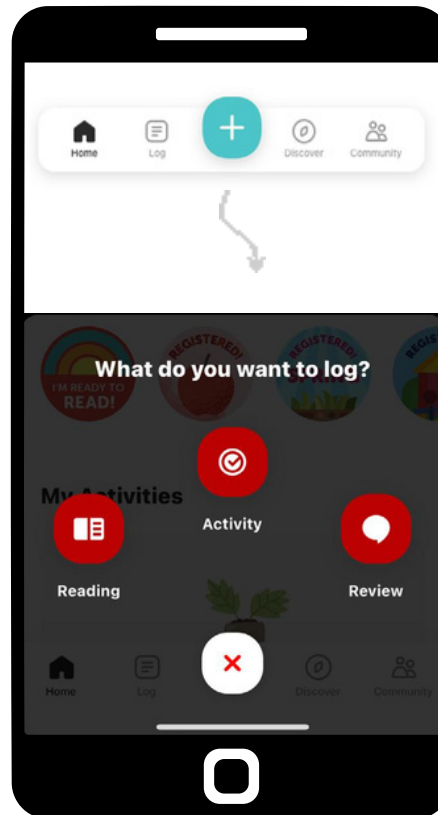 Home
Log
Discover
Community
I'M READY TO
READ!
REGISTERED!
REGISTERED!
SPRING
What do you want to log?
My Activities
Activity
Reading
Review
Home
Log
Discover
Community